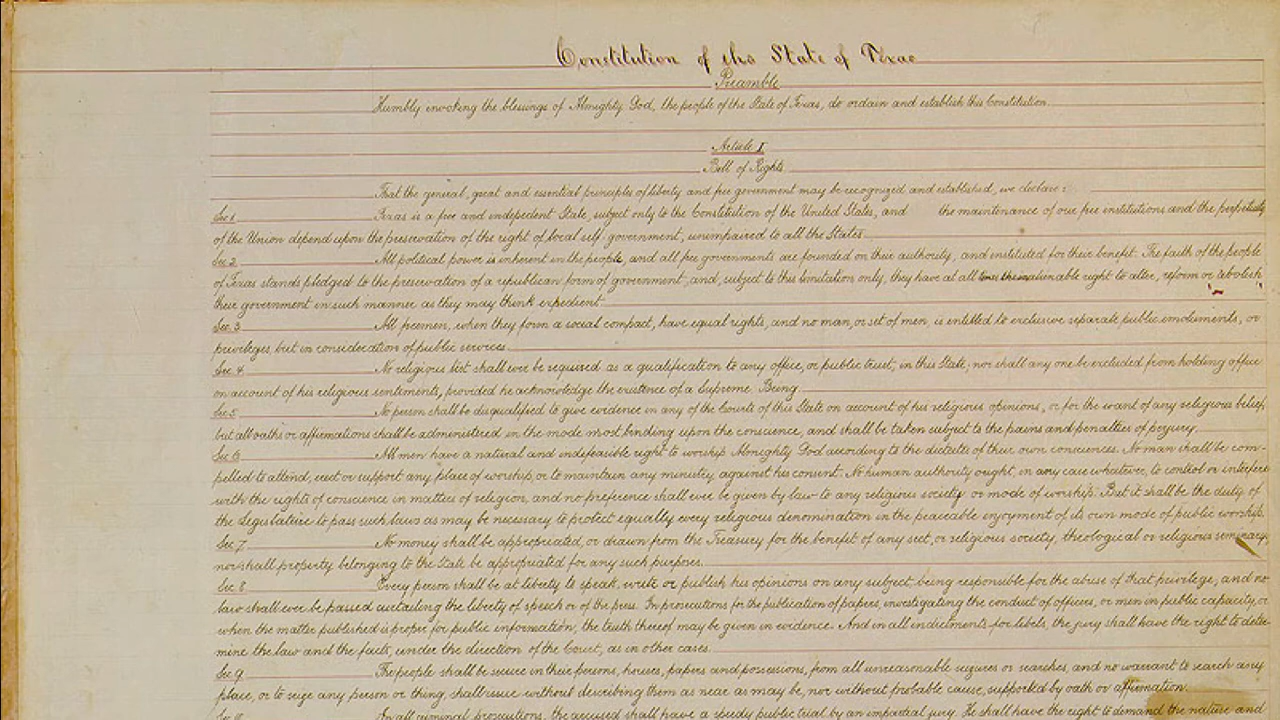 Constitution of the State of Texas
Preamble
Humbly invoking the blessings of Almighty God, the people of the State of Texas, do ordain and establish this Constitution.
Article I
Bill of Rights
That the general, great and essential principles of liberty and free government may be recognized and established, we declare:
Sec. 1 Texas is a free and indepedent State, subject only to the Constitution of the United States, and the maintenance of our free institutions and the perpetuity
of the Union depend upon the preservation of the right of local self-government, unimpaired to all the States
Sec. 2 All political power is inherent in the people, and all free governments are founded on their authority, and instituted for their benefit. The faith of the people
of Texas stands pledged to the preservation of a republican form of government, and, subject to this limitation only, they have at all the inalienable right to alter, reform or abolish
their government in such manner as they may think expedient.
Sec. 3 All freemen, when they form a social compact, have equal rights, and no man, or set of men, is entitled to exclusive separate public emoluments, or
privileges, but in consideration of public services.
Sec. 4 No religious test shall ever be required as a qualification to any office, or public trust, in this State; nor shall any one be excluded from holding office
on account of his religious sentiments, provided he acknowledge the existence of a Supreme Being
Sec. 5 No person shall be disqualified to give evidence in any of the Courts of this State on account of his religious opinions, or for the want of any religious belief,
but all oaths or affirmations shall be administered in the mode most binding upon the conscience, and shall be taken subject to the pains and penalties of perjury.
Sec. 6 All men have a natural and indefeasible right to worship Almighty God according to the dictates of their own consciences. No man shall be com-
pelled to attend, erect or support any place of worship, or to maintain any ministry against his consent. No human authority ought, in any case whatever, to control or interfere
with the rights of conscience in matters of religion, and no preference shall ever be given by law to any religious society or mode of worship. But it shall be the duty of
the Legislature to pass such laws as may be necessary to protect equally every religious denomination in the peaceable enjoyment of its own mode of public worship.
Sec. 7 No money shall be appropriated, or drawn from the Treasury for the benefit of any sect, or religious society, theological or religious seminary,
nor shall property belonging to the State be appropriated for any such purposes.
Sec. 8 Every person shall be at liberty to speak, write or publish his opinions on any subject being responsible for the abuse of that privilege, and no
law shall ever be passed curtailing the liberty of speech or of the press. In prosecutions for the publication of papers, investigating the conduct of officers, or men in public capacity, or
when the matter published is proper for public information, the truth thereof may be given in evidence. And in all indictments for libels, the jury shall have the right to deter-
mine the law and the facts, under the direction of the Court, as in other cases.
Sec. 9 The people shall be secure in their persons, houses, papers and possessions, from all unreasonable seizures or searches, and no warrant to search any
place, or to seize any person or thing, shall issue without describing them as near as may be, nor without probable cause, supported by oath or affirmation.
In all criminal prosecutions, the accused shall have a speedy public trial by an impartial jury. He shall have the right to demand the nature and